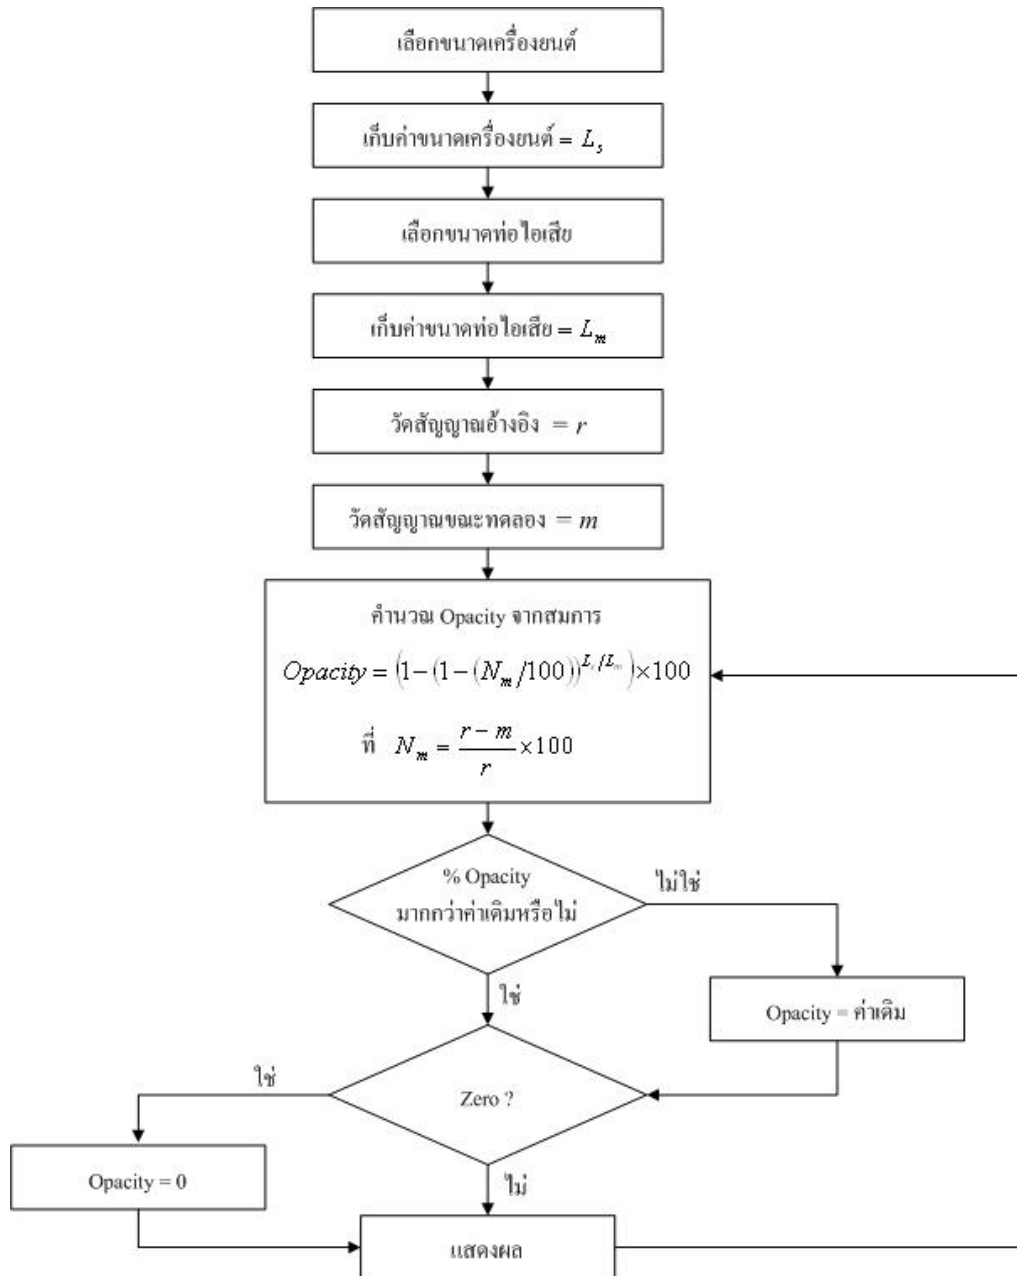 เลือกขนาดเครื่องยนต์
เก็บค่าขนาดเครื่องยนต์ = L_s
เลือกขนาดท่อไอเสีย
เก็บค่าขนาดท่อไอเสีย = L_m
วัดสัญญาณอ้างอิง = r
วัดสัญญาณขณะทดลอง = m
คำนวณ Opacity จากสมการ
Opacity = (1-(1-(N_m/100))^{L_s/L_m})×100
ที่ N_m = \frac{r-m}{r}×100
% Opacity
มากกว่าค่าเดิมหรือไม่
ไม่ใช่
ใช่
Opacity = ค่าเดิม
Zero ?
ใช่
Opacity = 0
ไม่
แสดงผล